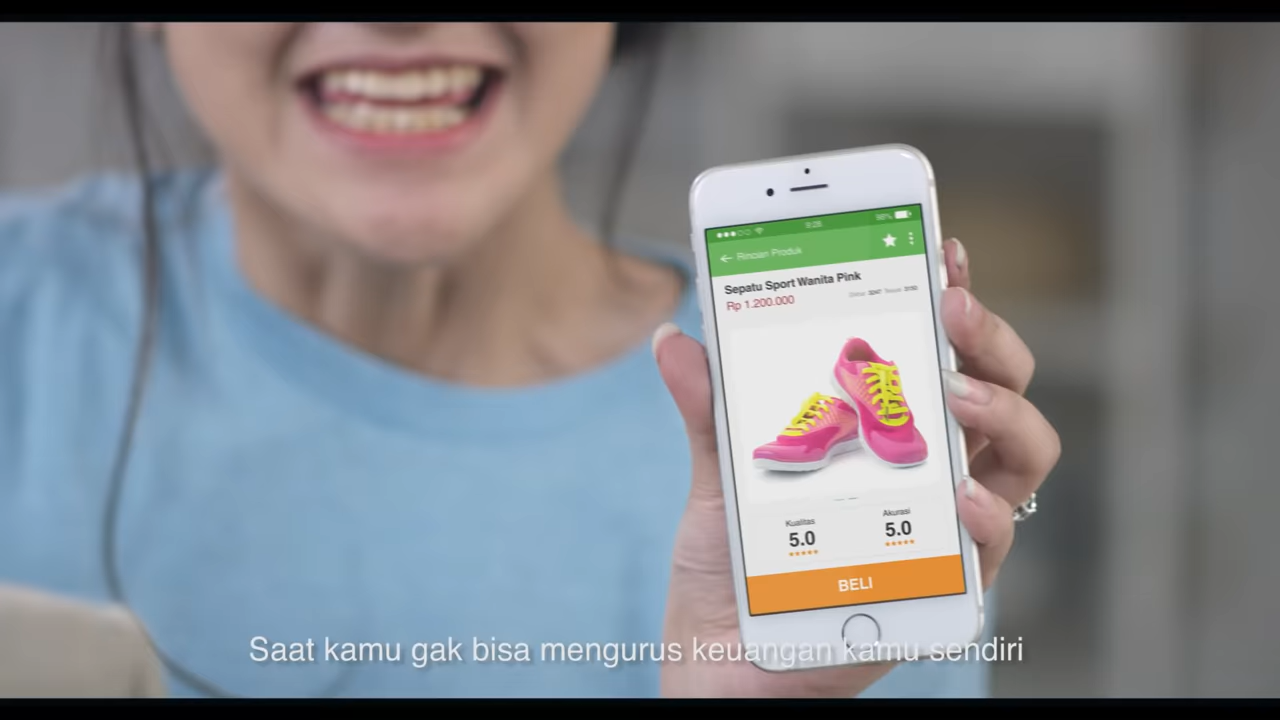 9:28
98%
Rincian Produk
Sepatu Sport Wanita Pink
Rp 1.200.000
Kualitas
Akurasi
5.0
5.0
BELI
Saat kamu gak bisa mengurus keuangan kamu sendiri